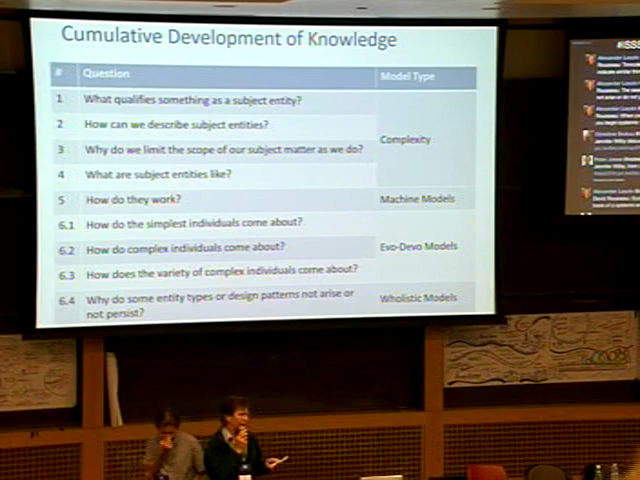 Cumulative Development of Knowledge
# Question Model Type
1 What qualifies something as a subject entity?
2 How can we describe subject entities?
3 Why do we limit the scope of our subject matter as we do?
Complexity
4 What are subject entities like?
5 How do they work? Machine Models
6.1 How do the simplest individuals come about?
6.2 How do complex individuals come about?
Evo-Devo Models
6.3 How does the variety of complex individuals come about?
6.4 Why do some entity types or design patterns not arise or
not persist?
Wholistic Models